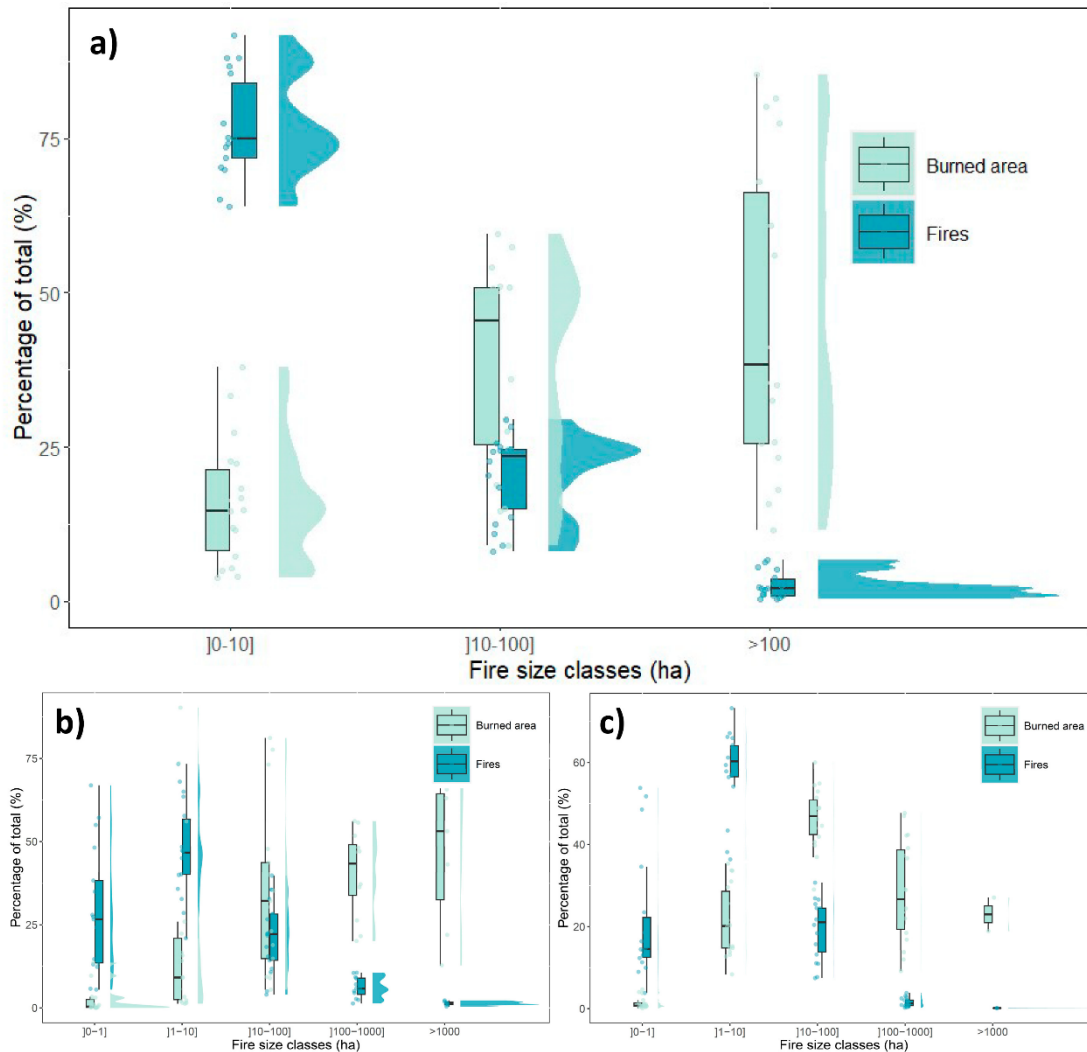 a)
Percentage of total (%)
75
50
25
0
Burned area
Fires
]0-10]
]10-100]
>100
Fire size classes (ha)
b)
Percentage of total (%)
75
50
25
0
Burned area
Fires
]0-1]
]1-10]
]10-100]
]100-1000]
>1000
Fire size classes (ha)
c)
Percentage of total (%)
60
40
20
0
Burned area
Fires
]0-1]
]1-10]
]10-100]
]100-1000]
>1000
Fire size classes (ha)